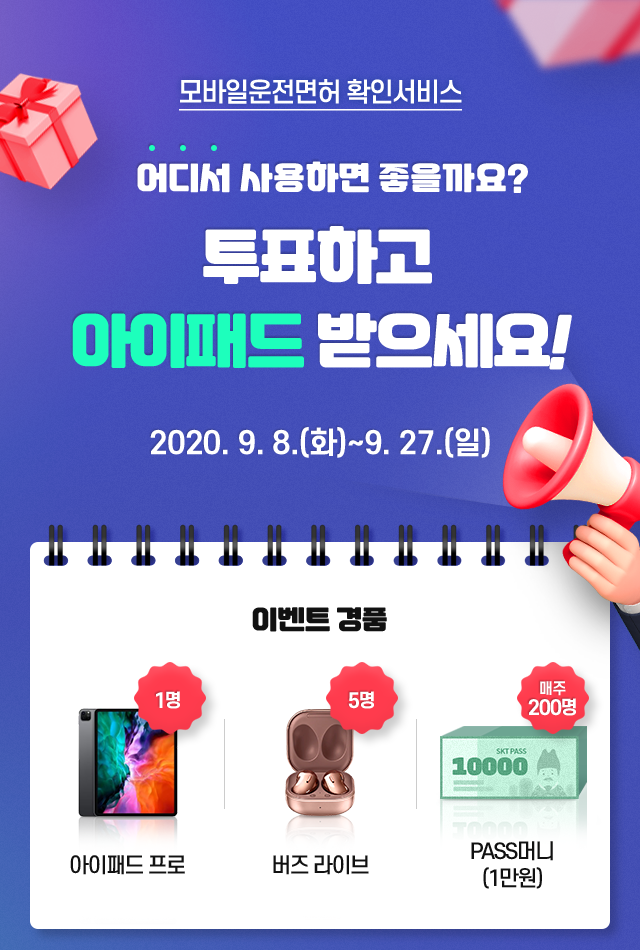 모바일운전면허 확인서비스
어디서 사용하면 좋을까요?
투표하고
아이패드 받으세요!
2020. 9. 8.(화)~9. 27.(일)
이벤트 경품
1명
5명
매주
200명
SKT PASS
10000
아이패드 프로
버즈 라이브
PASS머니
(1만원)